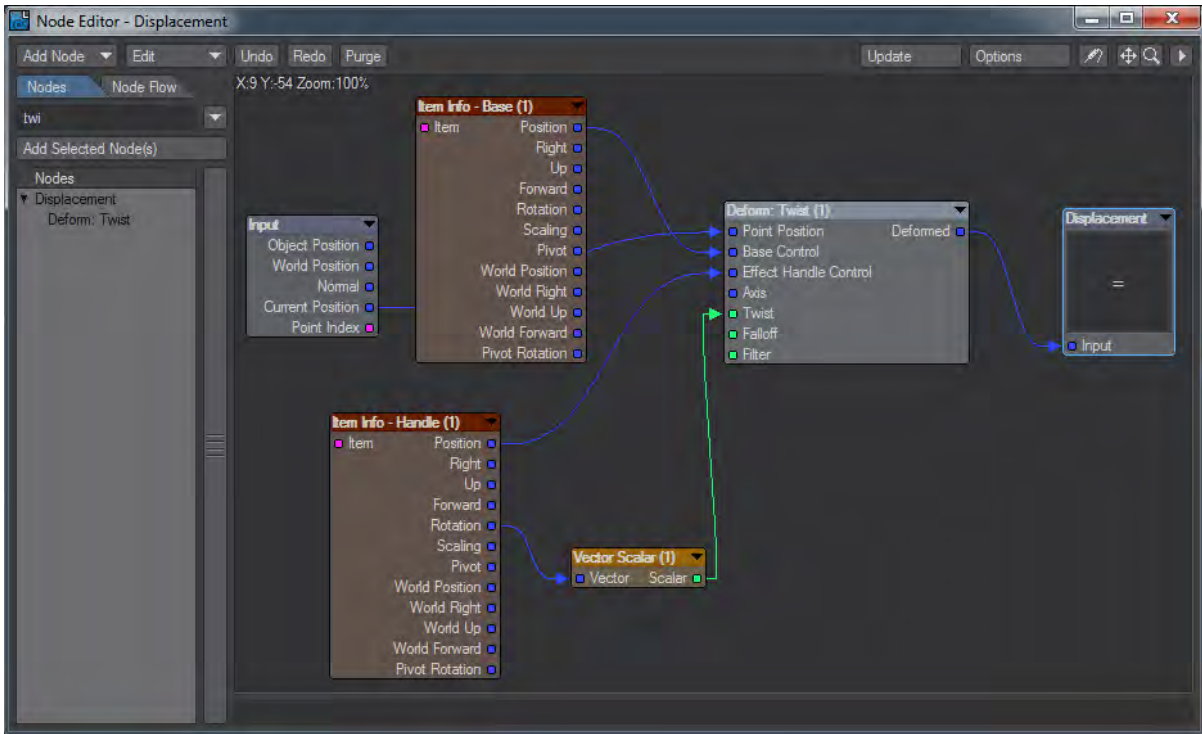 Node Editor - Displacement
Add Node Edit Undo Redo Purge Update Options
Nodes Node Flow
X:9 Y:-54 Zoom:100%
twi
Add Selected Node(s)
Nodes
Displacement
Deform: Twist
Input
Object Position
World Position
Normal
Current Position
Point Index
Item Info - Base (1)
Item Position
Right
Up
Forward
Rotation
Scaling
Pivot
World Position
World Right
World Up
World Forward
Pivot Rotation
Item Info - Handle (1)
Item Position
Right
Up
Forward
Rotation
Scaling
Pivot
World Position
World Right
World Up
World Forward
Pivot Rotation
Vector Scalar (1)
Vector Scalar
Deform: Twist (1)
Point Position Deformed
Base Control
Effect Handle Control
Axis
Twist
Falloff
Filter
Displacement
=
Input